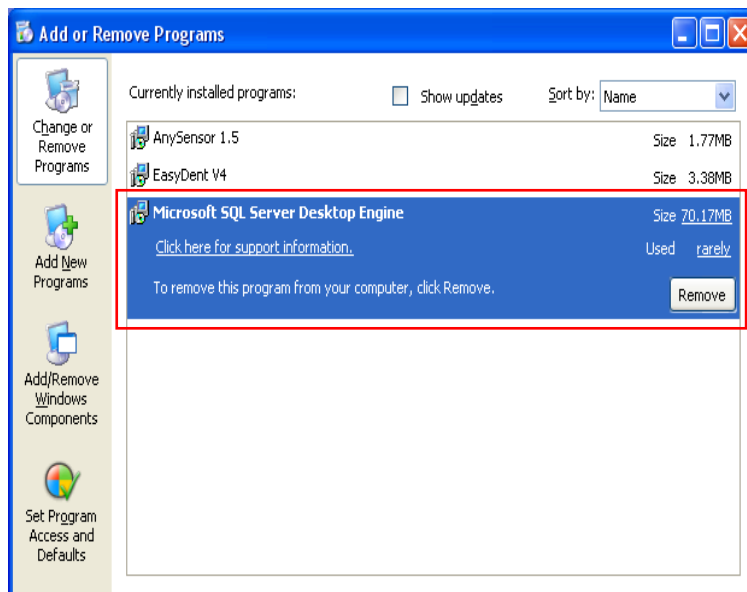 Add or Remove Programs
Change or
Remove
Programs
Add New
Programs
Add/Remove
Windows
Components
Set Program
Access and
Defaults
Currently installed programs: Show updates Sort by: Name
AnySensor 1.5 Size 1.77MB
EasyDent V4 Size 3.38MB
Microsoft SQL Server Desktop Engine Size 70.17MB
Click here for support information. Used rarely
To remove this program from your computer, click Remove. Remove